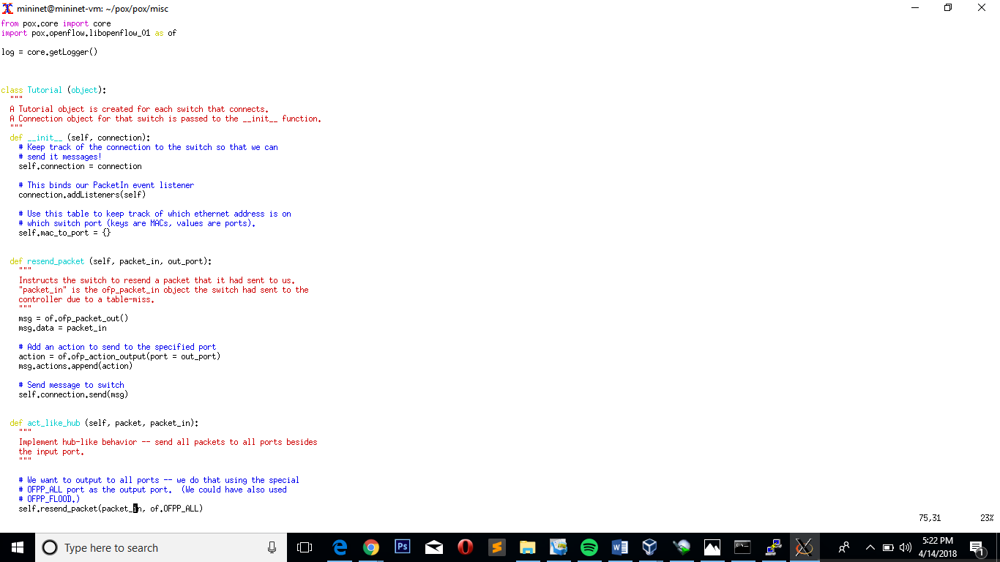 mininet@mininet-vm: ~/pox/pox/misc
from pox.core import core
import pox.openflow.libopenflow_01 as of
log = core.getLogger()
class Tutorial (object):
"""
A Tutorial object is created for each switch that connects.
A Connection object for that switch is passed to the __init__ function.
"""
def __init__ (self, connection):
# Keep track of the connection to the switch so that we can
# send it messages!
self.connection = connection
# This binds our PacketIn event listener
connection.addListeners(self)
# Use this table to keep track of which ethernet address is on
# which switch port (keys are MACs, values are ports).
self.mac_to_port = {}
def resend_packet (self, packet_in, out_port):
"""
Instructs the switch to resend a packet that it had sent to us.
"packet_in" is the ofp_packet_in object the switch had sent to the
controller due to a table-miss.
"""
msg = of.ofp_packet_out()
msg.data = packet_in
# Add an action to send to the specified port
action = of.ofp_action_output(port = out_port)
msg.actions.append(action)
# Send message to switch
self.connection.send(msg)
def act_like_hub (self, packet, packet_in):
"""
Implement hub-like behavior -- send all packets to all ports besides
the input port.
"""
# We want to output to all ports -- we do that using the special
# OFPP_ALL port as the output port.  (We could have also used
# OFPP_FLOOD.)
self.resend_packet(packet_in, of.OFPP_ALL)
75,31 23%
Type here to search
Ps
5:22 PM
4/14/2018
1